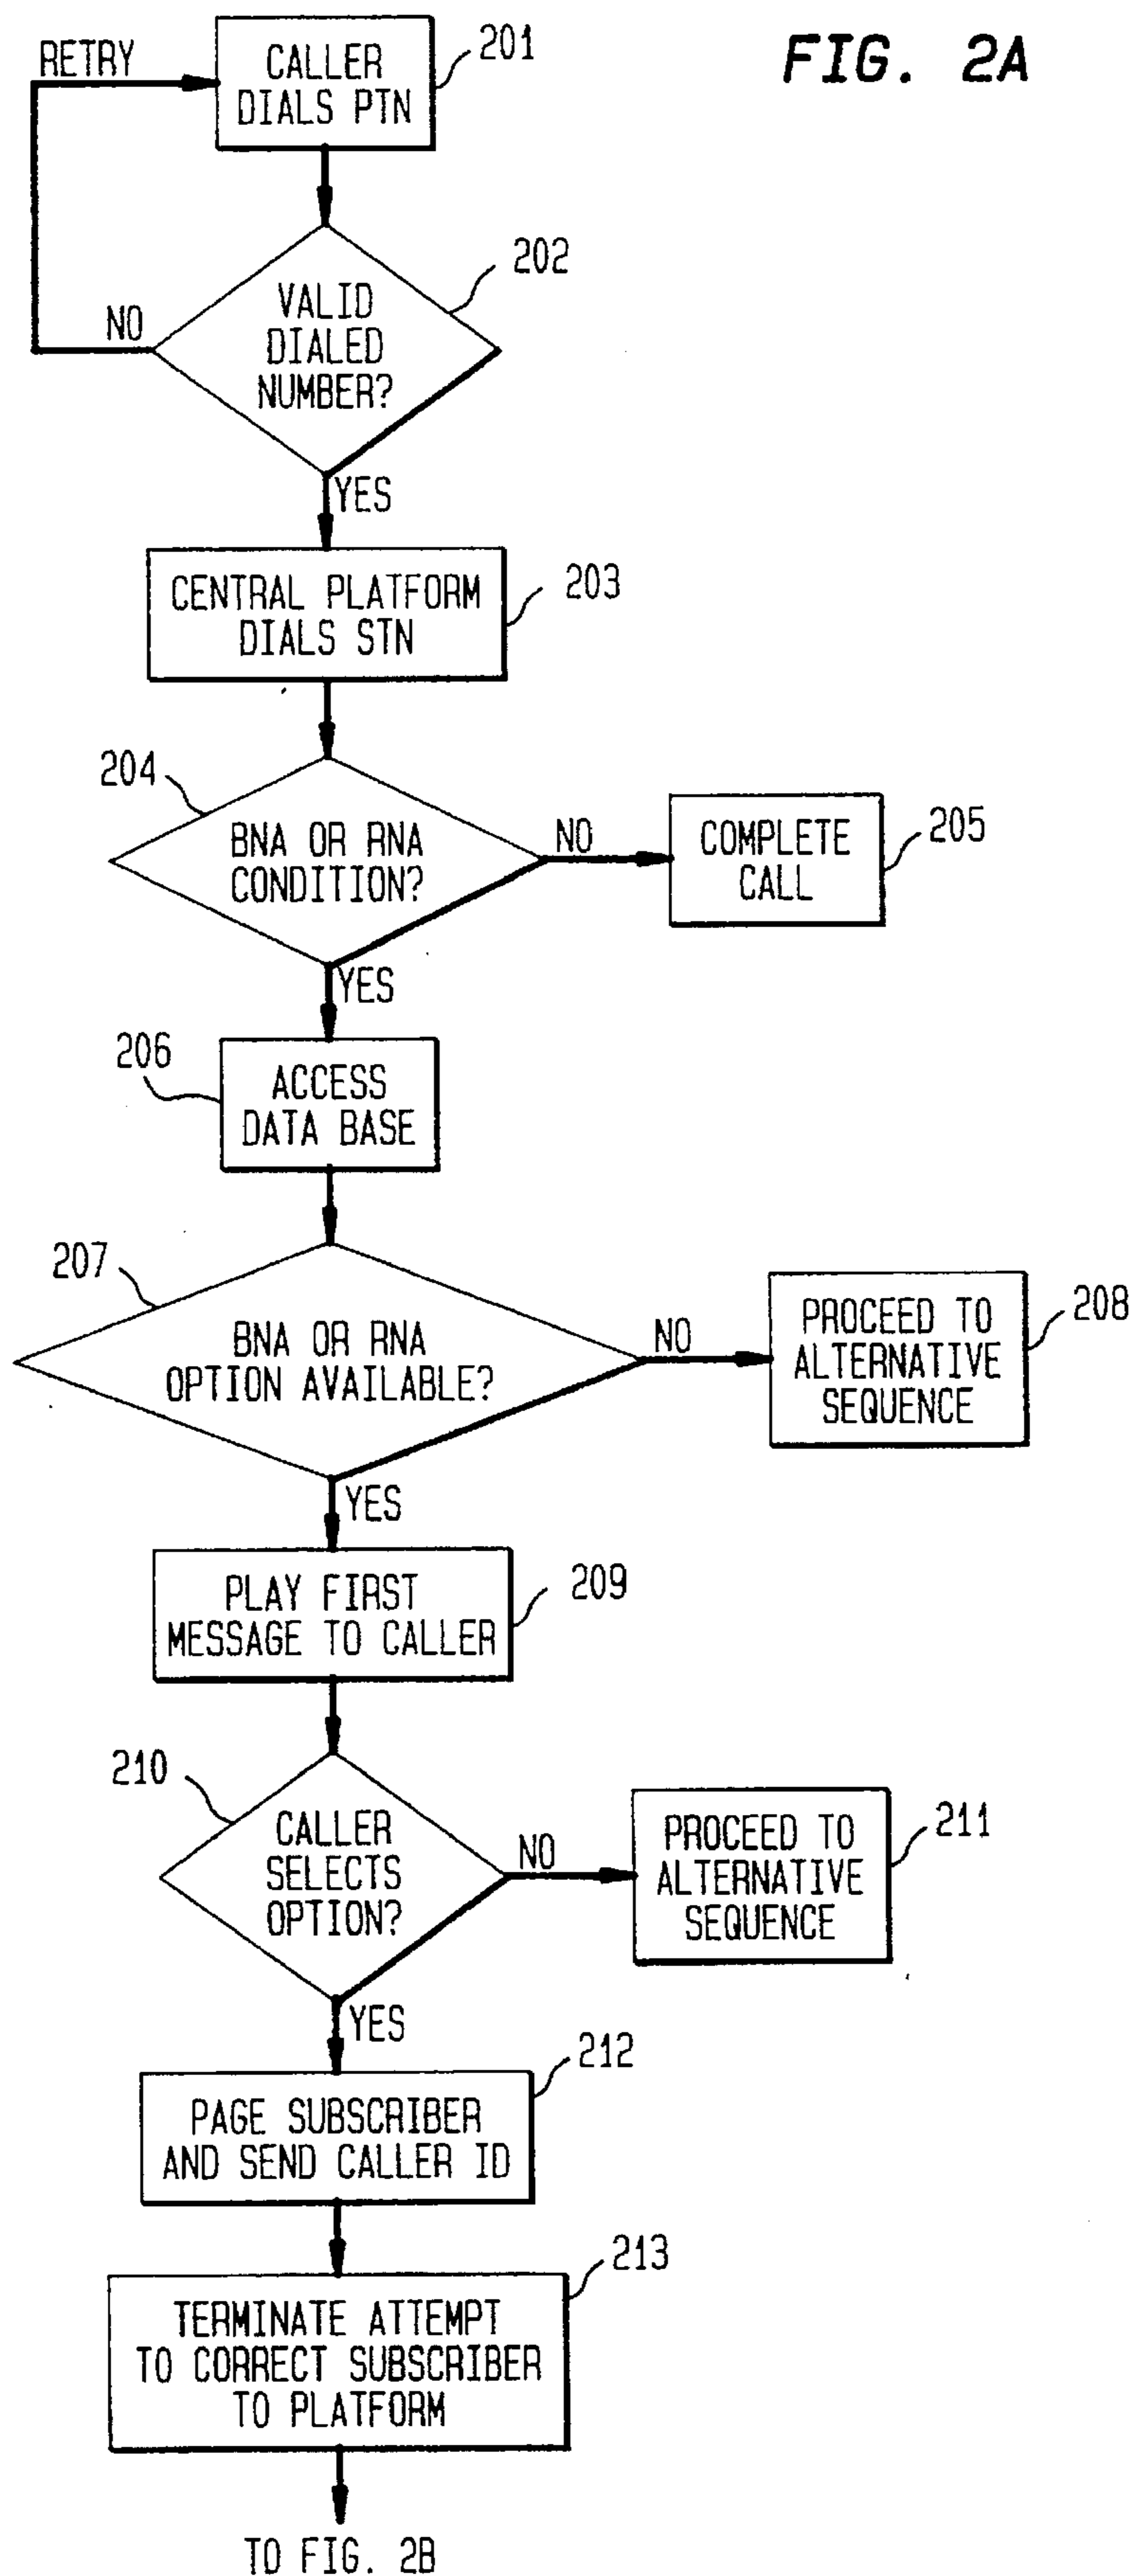 FIG. 2A
RETRY
CALLER
DIALS PTN
201
202
VALID
DIALED
NUMBER?
NO
YES
CENTRAL PLATFORM
DIALS STN
203
204
BNA OR RNA
CONDITION?
NO
COMPLETE
CALL
205
YES
206
ACCESS
DATA BASE
207
BNA OR RNA
OPTION AVAILABLE?
NO
PROCEED TO
ALTERNATIVE
SEQUENCE
208
YES
PLAY FIRST
MESSAGE TO CALLER
209
210
CALLER
SELECTS
OPTION?
NO
PROCEED TO
ALTERNATIVE
SEQUENCE
211
YES
212
PAGE SUBSCRIBER
AND SEND CALLER ID
213
TERMINATE ATTEMPT
TO CORRECT SUBSCRIBER
TO PLATFORM
TO FIG. 2B